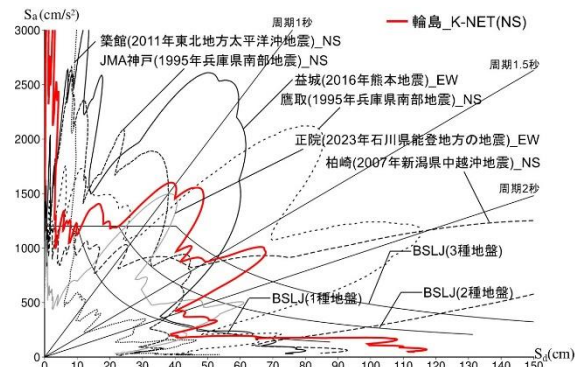 Sa(cm/s²)
輪島_K-NET(NS)
周期1秒
3000
築館(2011年東北地方太平洋沖地震)_NS
JMA神戸(1995年兵庫県南部地震)_NS
周期1.5秒
益城(2016年熊本地震)_EW
2500
鷹取(1995年兵庫県南部地震)_NS
正院(2023年石川県能登地方の地震)_EW
2000
柏崎(2007年新潟県中越沖地震)_NS
周期2秒
1500
1000
BSLJ(3種地盤)
500
BSLJ(1種地盤)
BSLJ(2種地盤)
0
Sd(cm)
0 10 20 30 40 50 60 70 80 90 100 110 120 130 140 150